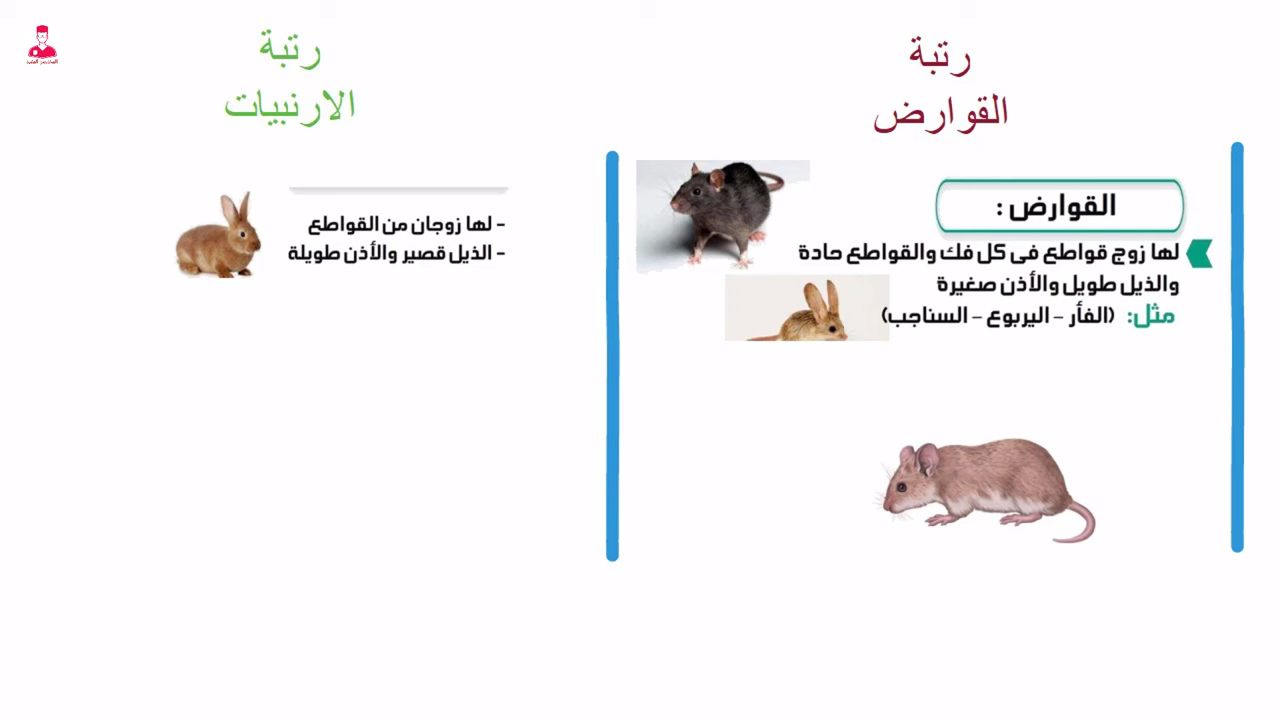 رتبة
القوارض
القوارض :
لها زوج قواطع فى كل فك والقواطع حادة
والذيل طويل والأذن صغيرة
مثل: (الفأر – اليربوع – السناجب)
رتبة
الارنبيات
- لها زوجان من القواطع
- الذيل قصير والأذن طويلة